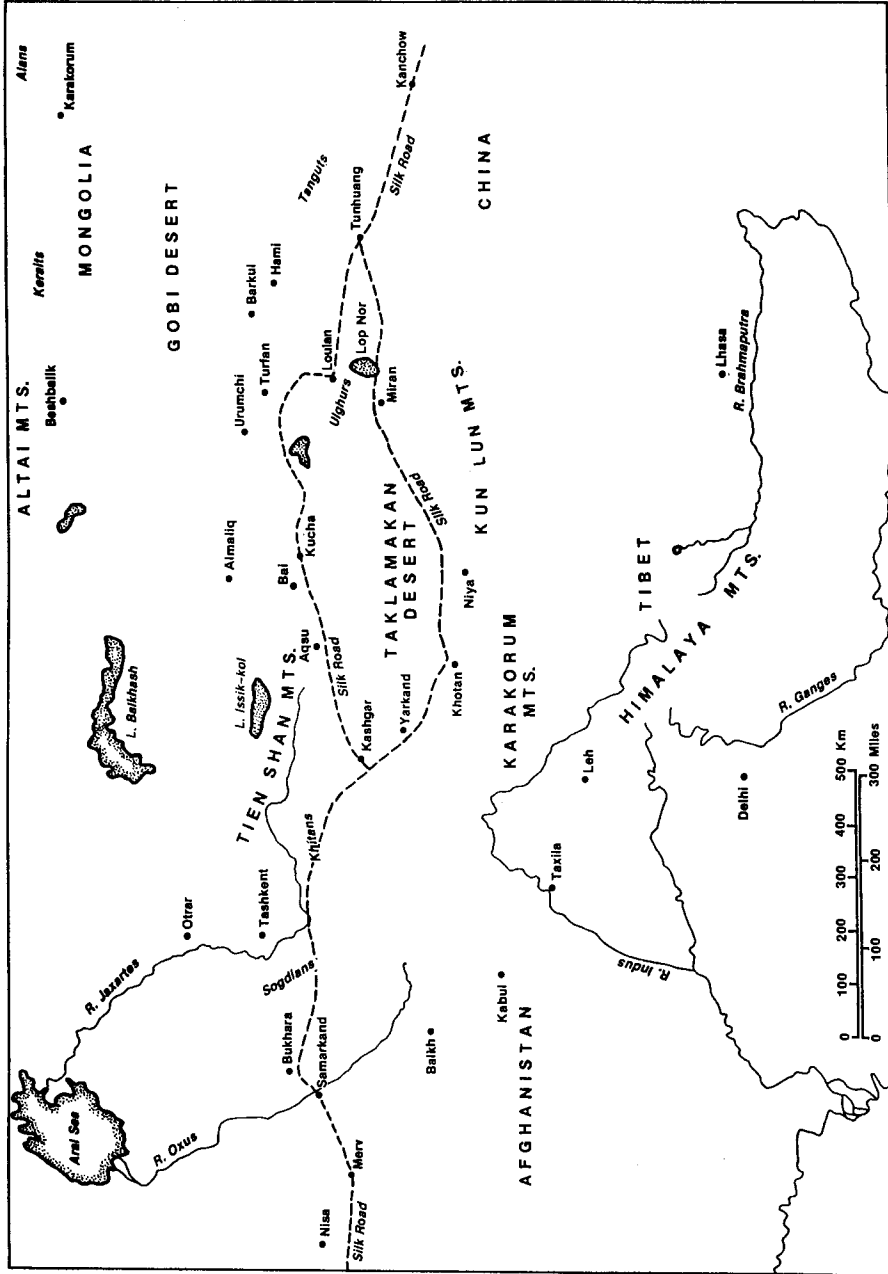 ALTAI MTS.
Alans
Karakorum
Keraits
Beshbalik
MONGOLIA
GOBI DESERT
L. Balkhash
Aral Sea
R. Jaxartes
Otrar
Almaliq
Urumchi
Barkul
Turfan
Hami
Tanguts
L. Issik-kol
TIEN SHAN MTS.
Tashkent
R. Oxus
Bukhara
Sogdians
Khitans
Samarkand
Nisa
Merv
Silk Road
Bai
Kucha
Aqsu
Silk Road
Kashgar
Yarkand
TAKLAMAKAN
DESERT
Loulan
Uighurs
Lop Nor
Miran
Tunhuang
Silk Road
Kanchow
Silk Road
Khotan
Niya
KUN LUN MTS.
CHINA
Balkh
Kabul
AFGHANISTAN
KARAKORUM
MTS.
Taxila
Leh
R. Indus
TIBET
HIMALAYA MTS.
Lhasa
R. Brahmaputra
R. Ganges
Delhi
0 100 200 300 400 500 Km
0 100 200 300 Miles